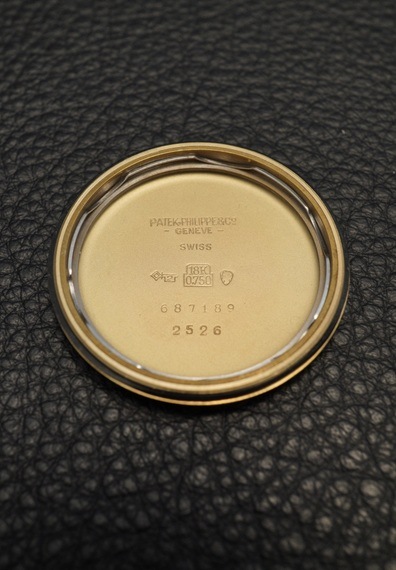 PATEK PHILIPPE & Co
- GENEVE -
SWISS
18K
0,750
687189
2526